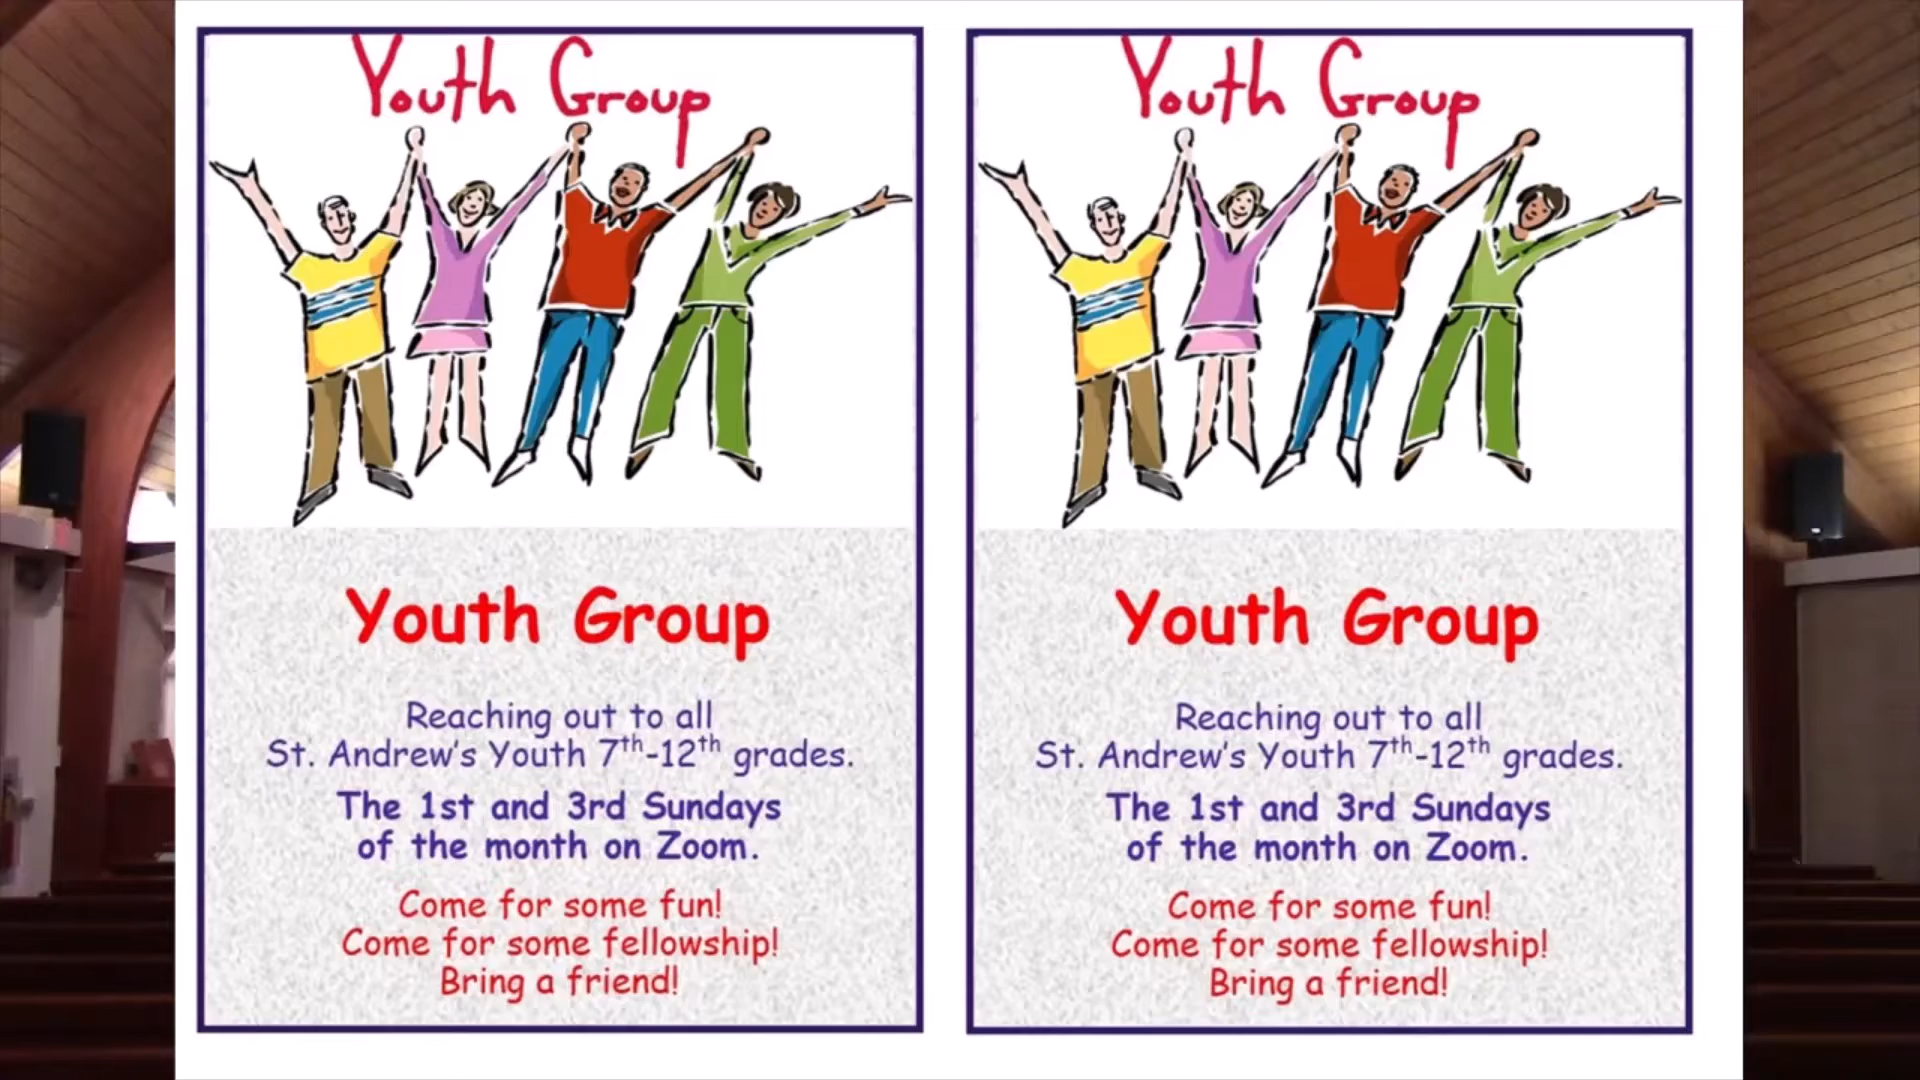 Youth Group
Youth Group
Reaching out to all
St. Andrew's Youth 7th-12th grades.
The 1st and 3rd Sundays
of the month on Zoom.
Come for some fun!
Come for some fellowship!
Bring a friend!
Youth Group
Youth Group
Reaching out to all
St. Andrew's Youth 7th-12th grades.
The 1st and 3rd Sundays
of the month on Zoom.
Come for some fun!
Come for some fellowship!
Bring a friend!